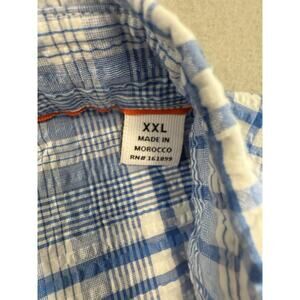 XXL
MADE IN
MOROCCO
RN# 161899